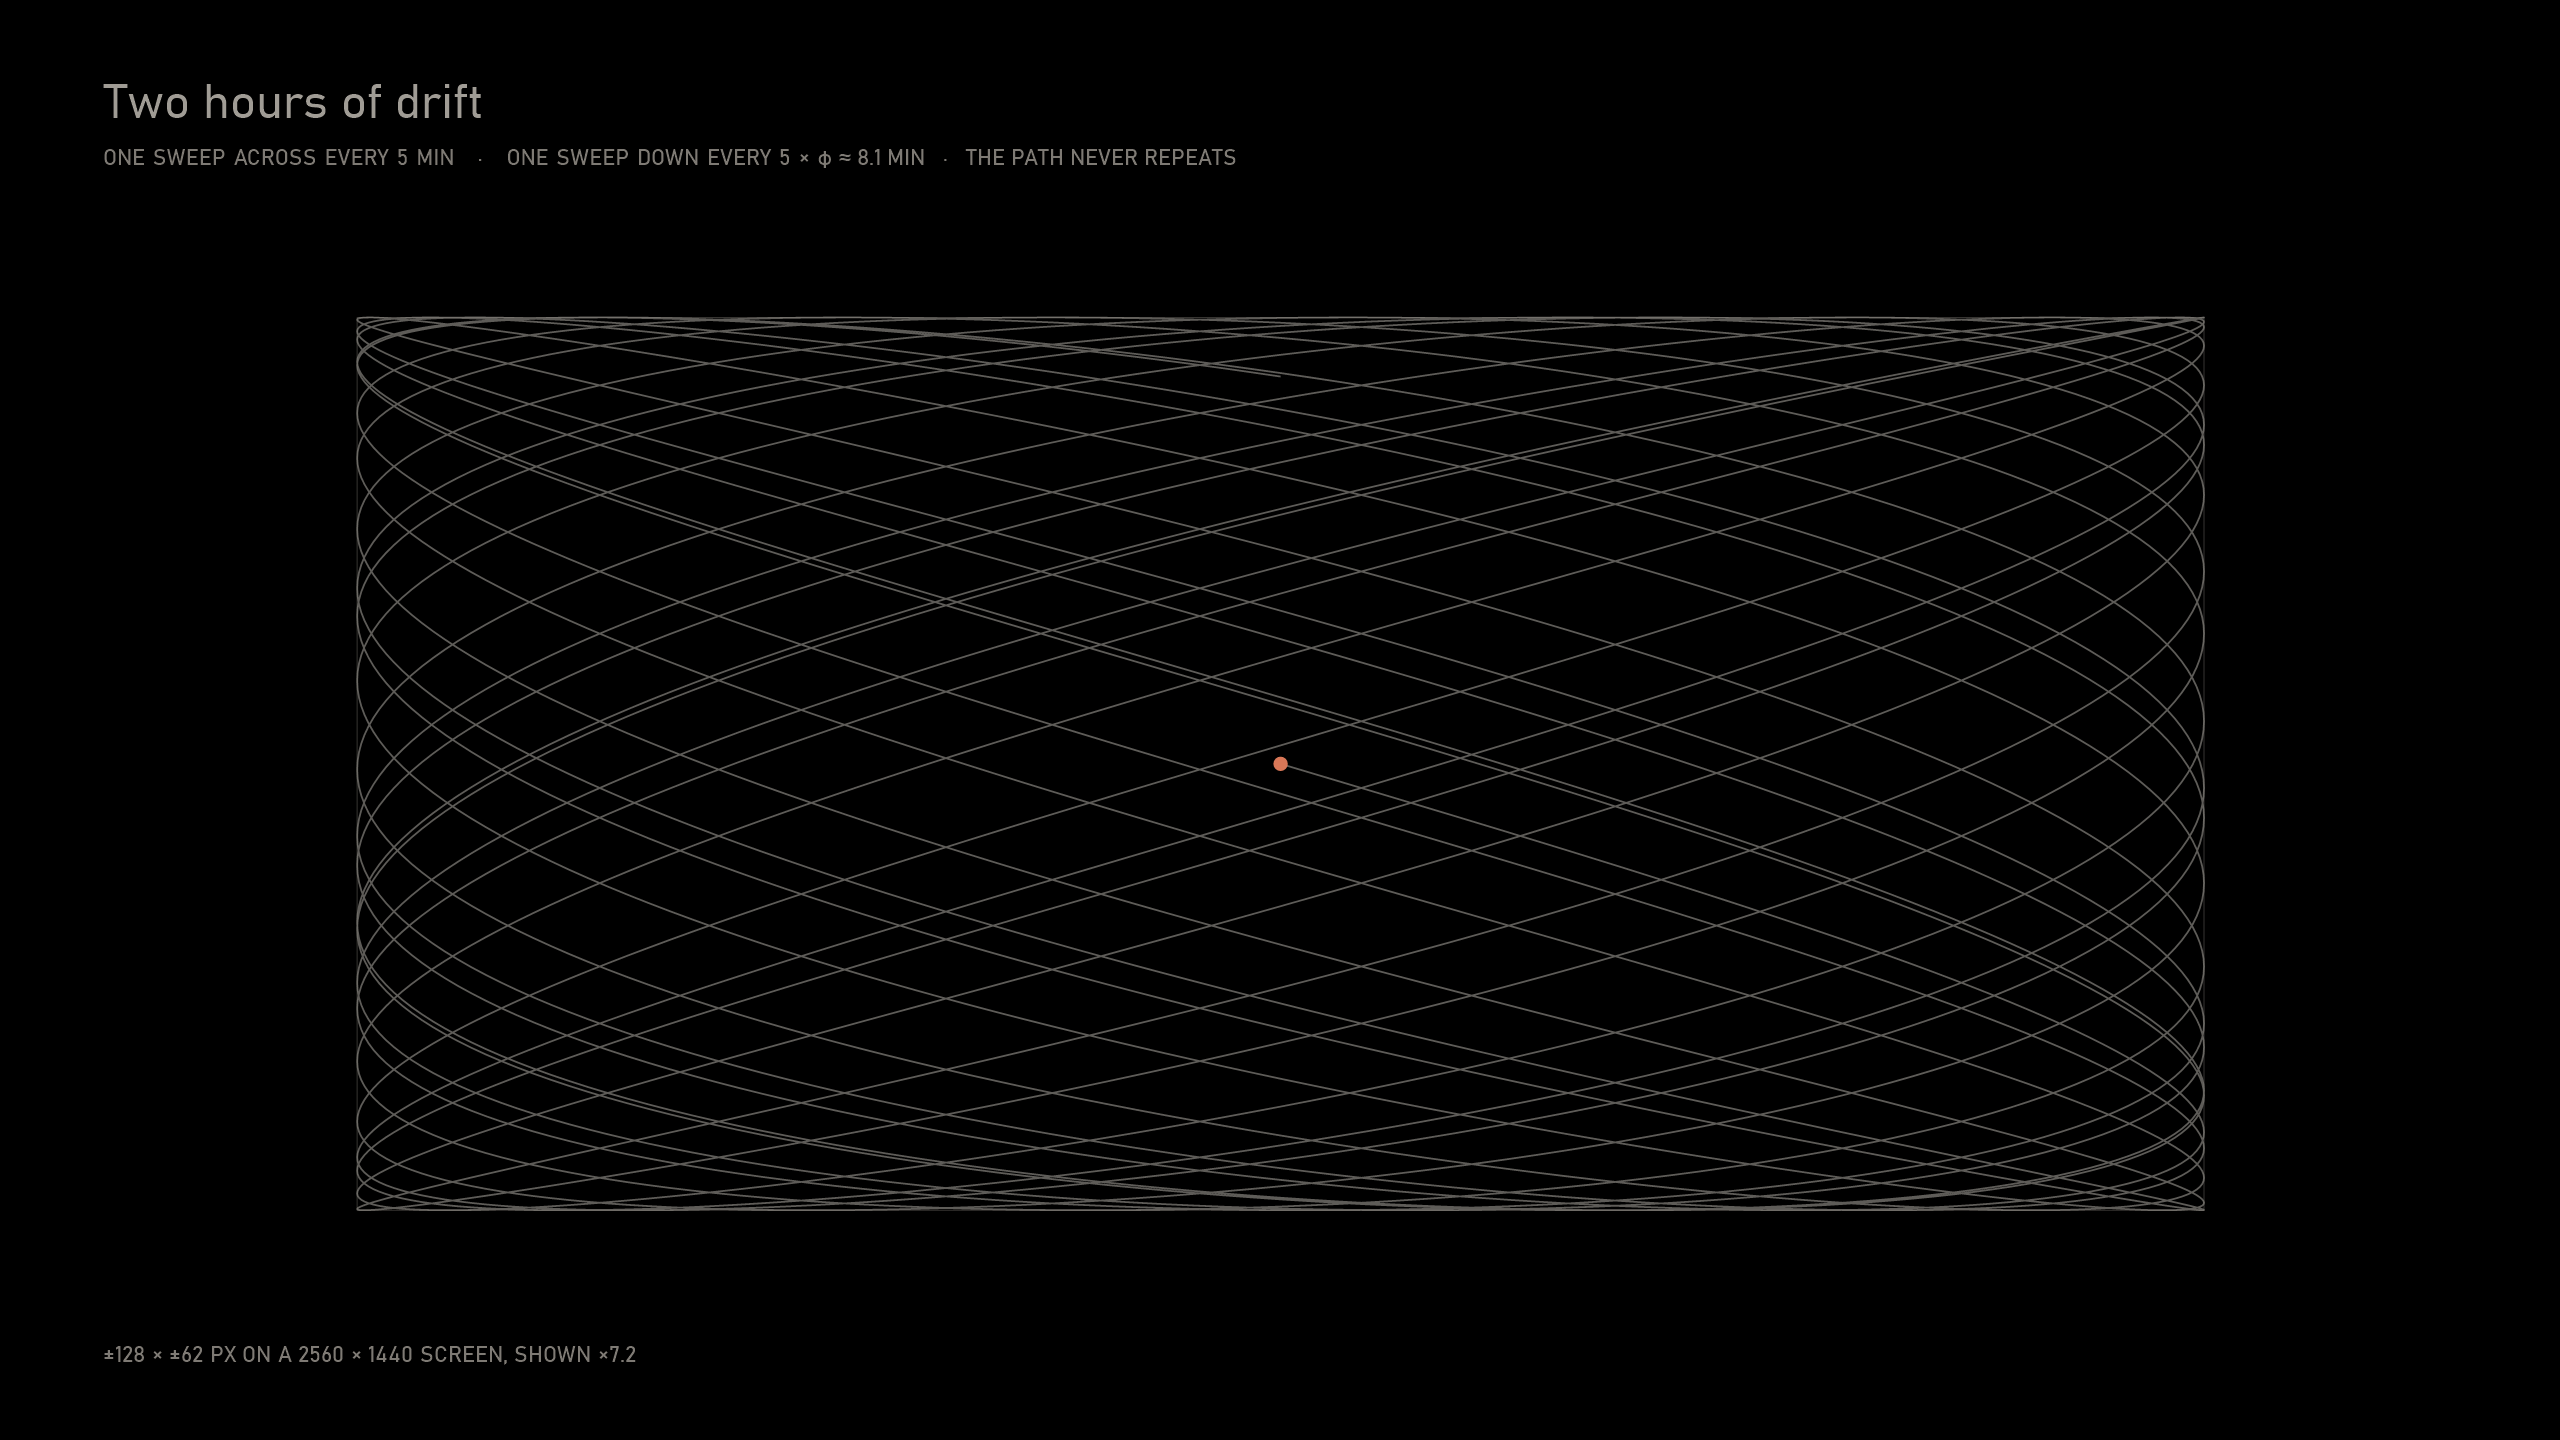 Two hours of drift
ONE SWEEP ACROSS EVERY 5 MIN · ONE SWEEP DOWN EVERY 5 × ϕ ≈ 8.1 MIN · THE PATH NEVER REPEATS
±128 × ±62 PX ON A 2560 × 1440 SCREEN, SHOWN ×7.2